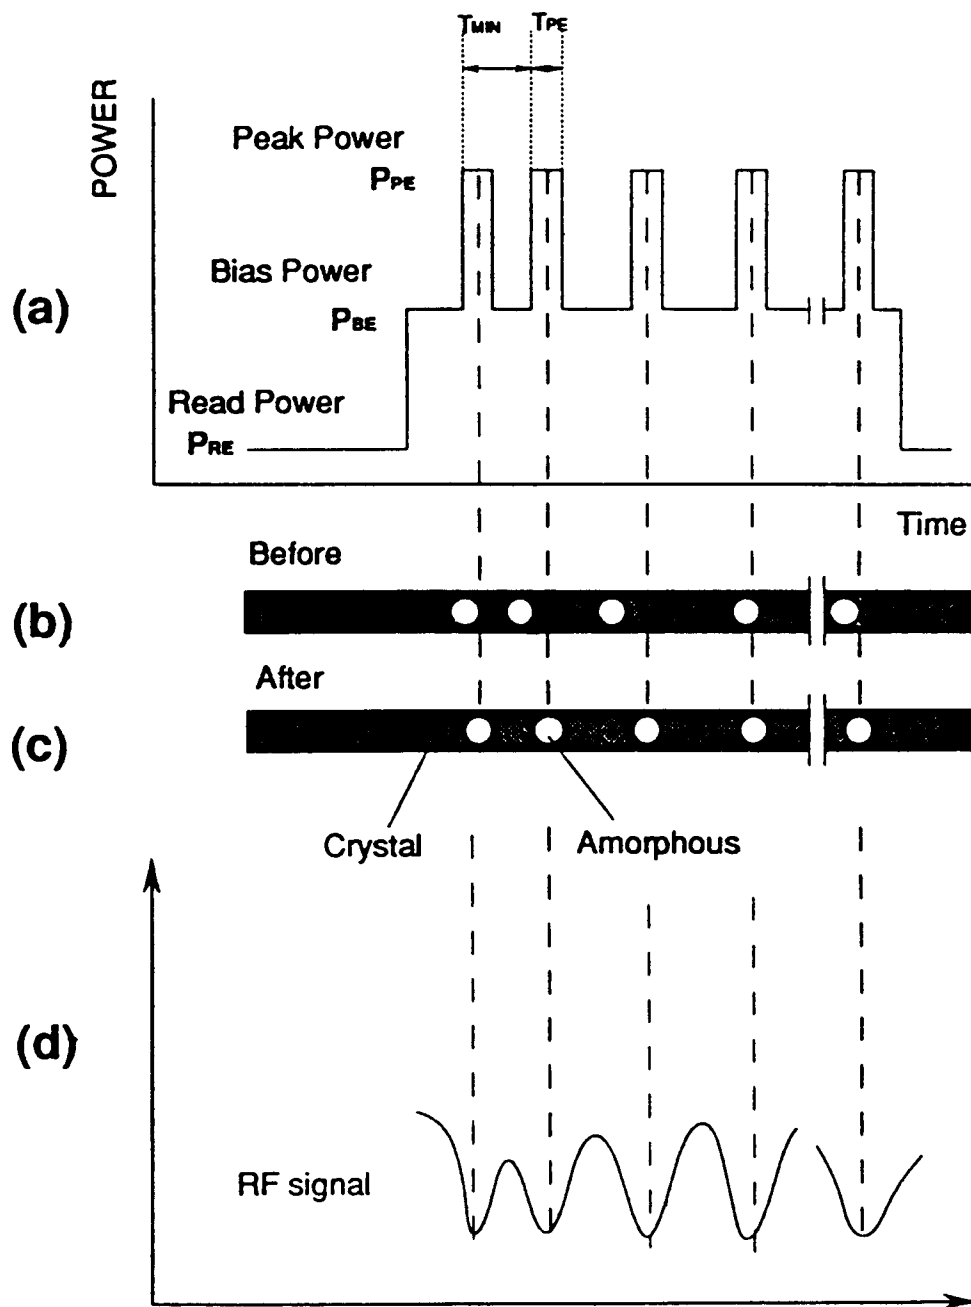 TMIN TPE
POWER
Peak Power
PPE
Bias Power
(a)
PBE
Read Power
PRE
Time
Before
(b)
After
(c)
Crystal
Amorphous
(d)
RF signal